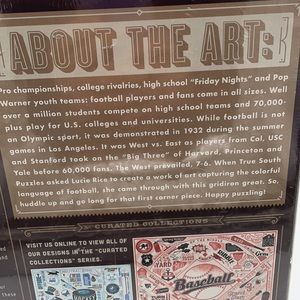 ABOUT THE ART:
Pro championships, college rivalries, high school "Friday Nights" and Pop
Warner youth teams: football players and fans come in all sizes. Well
over a million students compete on high school teams and 70,000-
plus play for U.S. colleges and universities. While football is not
an Olympic sport, it was demonstrated in 1932 during the summer
games in Los Angeles. It was West vs. East as players from Cal, USC
and Stanford took on the "Big Three" of Harvard, Princeton and
Yale before 60,000 fans. The West prevailed, 7-6. When True South
Puzzles asked Lucie Rice to create a work of art capturing the colorful
language of football, she came through with this gridiron great. So,
huddle up and go long for that first corner piece. Happy puzzling!
CURATED COLLECTIONS
VISIT US ONLINE TO VIEW ALL
OF OUR DESIGNS IN THE "CURATED
COLLECTIONS" SERIES.
HOCKEY
Baseball